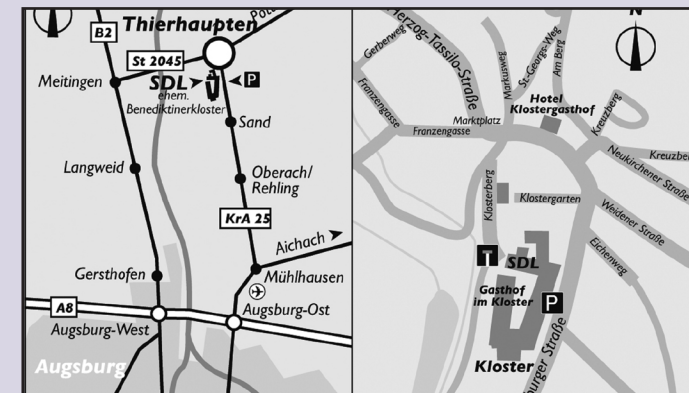 Thierhaupten
B2
St 2045
Meitingen
SDL
P
ehem.
Benediktinerkloster
Sand
Langweid
Oberach/
Rehling
KrA 25
Aichach
Gersthofen
Mühlhausen
A8
Augsburg-Ost
Augsburg-West
Augsburg
N
Herzog-Tassilo-Straße
Gerberweg
St-Georgs-Weg
Am Berg
Franzengasse
Hotel
Klostergasthof
Kreuzberg
Marktplatz
Franzengasse
Kreuzber
Neukirchener Straße
Klosterberg
Klostergarten
Weidener Straße
Eichenweg
SDL
Gasthof
im Kloster
P
Kloster
burger Straße